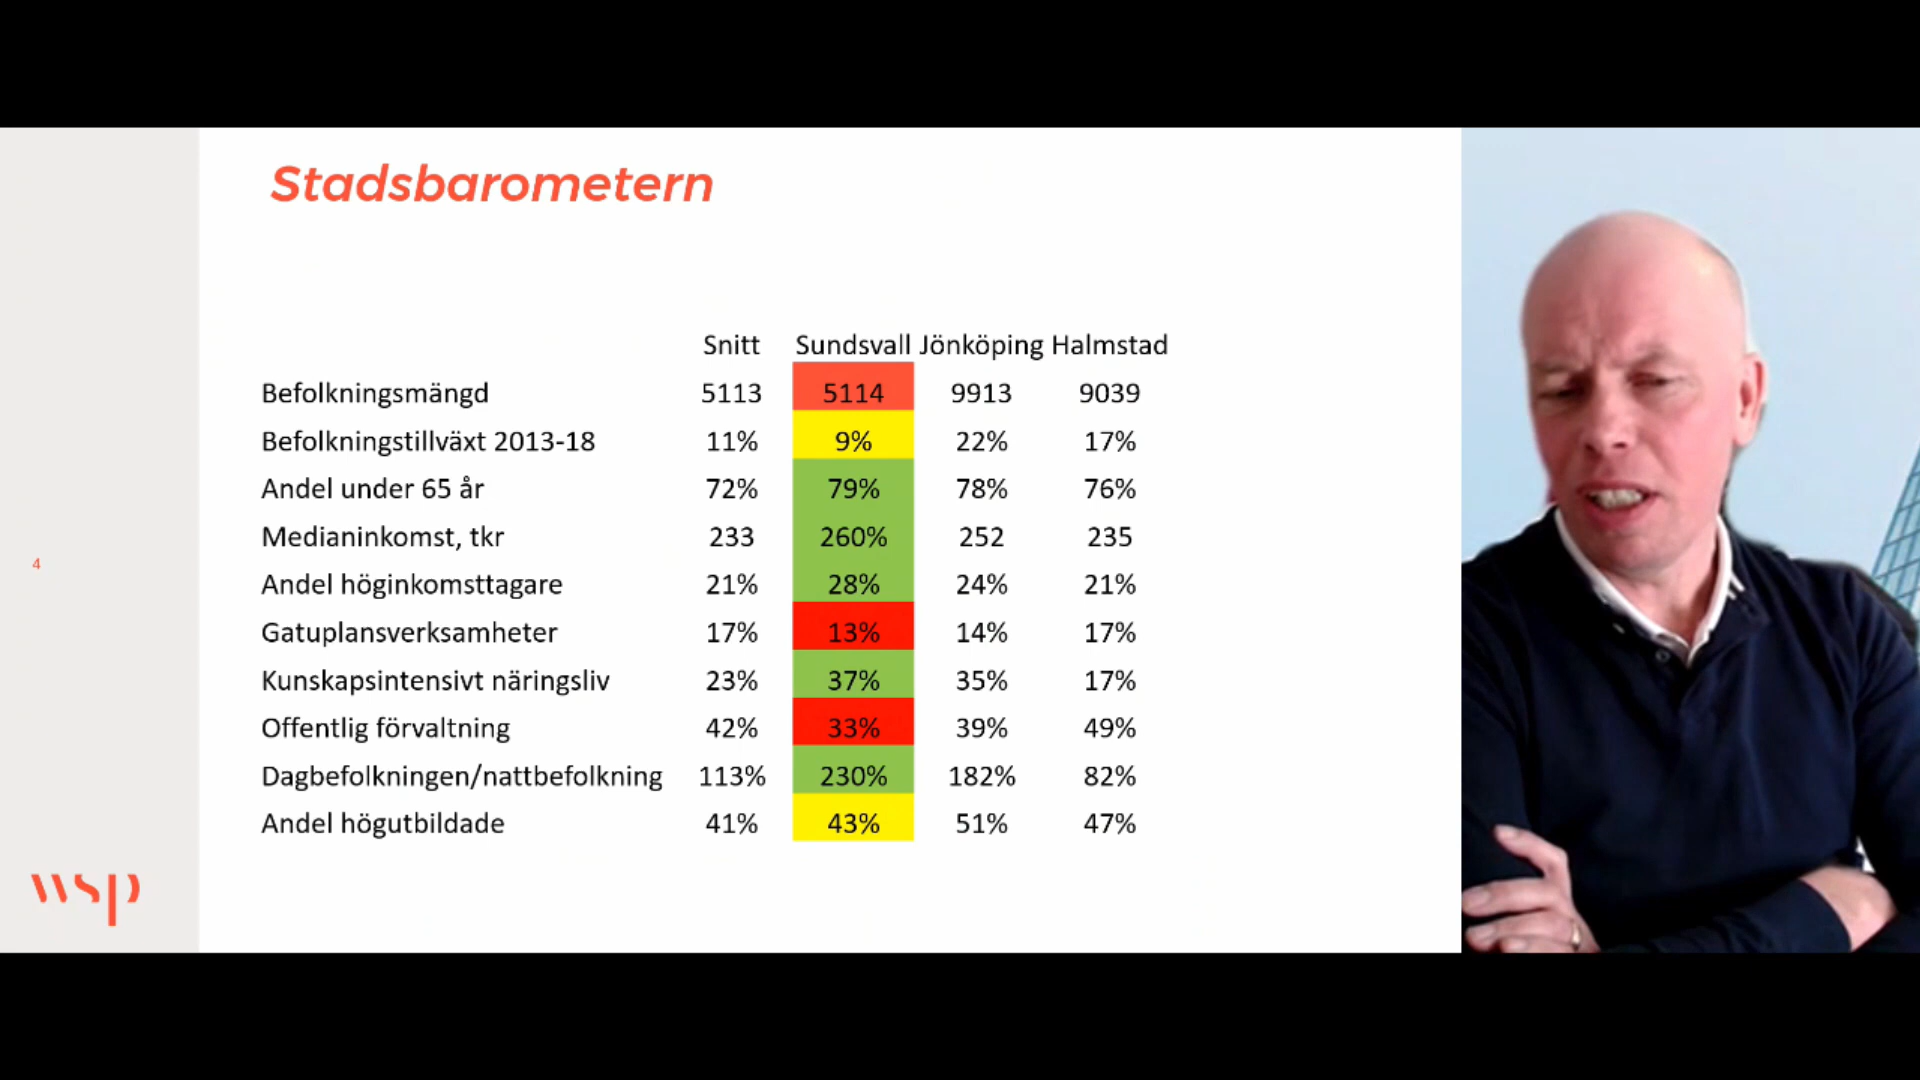 Stadsbarometern
Snitt Sundsvall Jönköping Halmstad
Befolkningsmängd 5113 5114 9913 9039
Befolkningstillväxt 2013-18 11% 9% 22% 17%
Andel under 65 år 72% 79% 78% 76%
Medianinkomst, tkr 233 260% 252 235
Andel höginkomsttagare 21% 28% 24% 21%
Gatuplansverksamheter 17% 13% 14% 17%
Kunskapsintensivt näringsliv 23% 37% 35% 17%
Offentlig förvaltning 42% 33% 39% 49%
Dagbefolkningen/nattbefolkning 113% 230% 182% 82%
Andel högutbildade 41% 43% 51% 47%
4
wsp